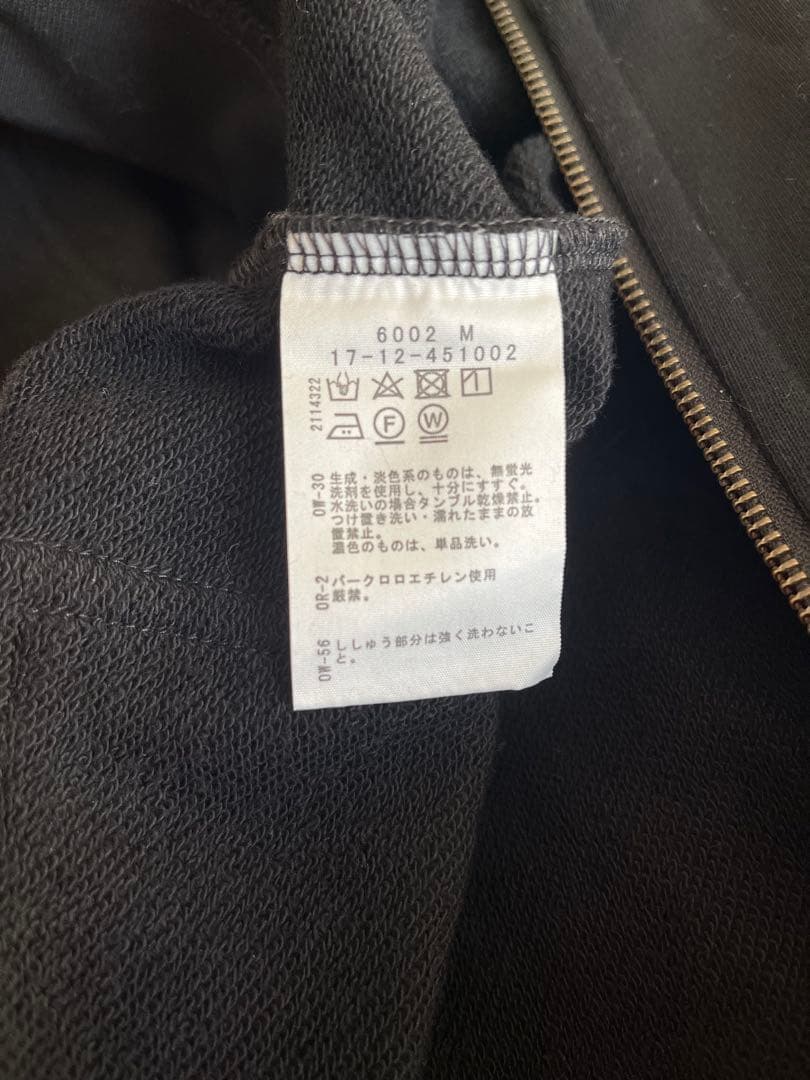 6002 M
17-12-451002
2114322
F W
OW-30
生成・淡色系のものは、無蛍光
洗剤を使用し、十分にすすぐ。
水洗いの場合タンブル乾燥禁止。
つけ置き洗い・濡れたままの放
置禁止。
濃色のものは、単品洗い。
OR-2
パークロロエチレン使用
厳禁。
OW-56
ししゅう部分は強く洗わないこ
と。